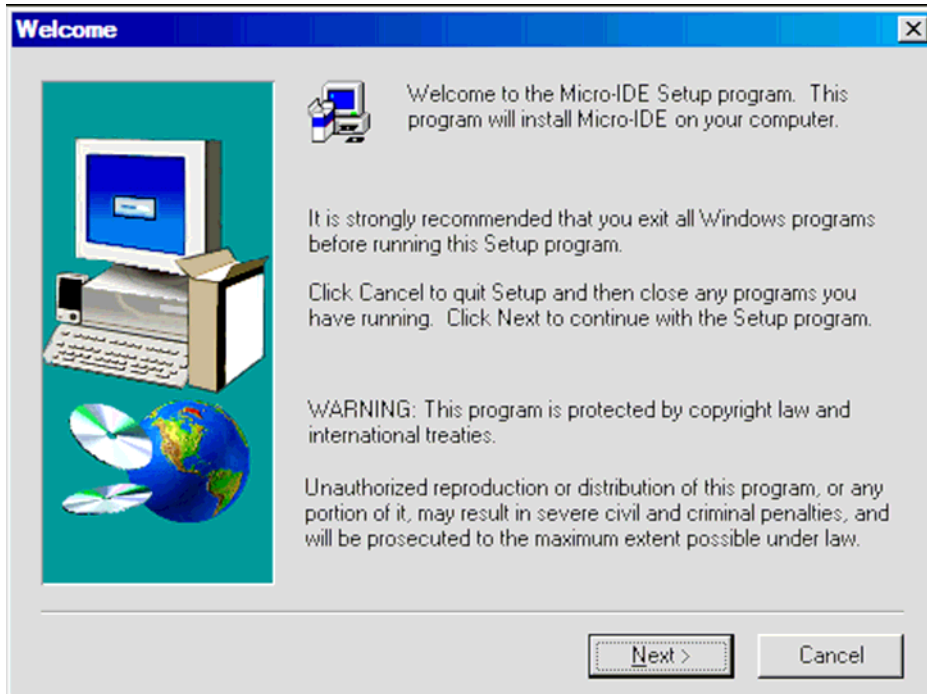 Welcome
Welcome to the Micro-IDE Setup program. This
program will install Micro-IDE on your computer.
It is strongly recommended that you exit all Windows programs
before running this Setup program.
Click Cancel to quit Setup and then close any programs you
have running. Click Next to continue with the Setup program.
WARNING: This program is protected by copyright law and
international treaties.
Unauthorized reproduction or distribution of this program, or any
portion of it, may result in severe civil and criminal penalties, and
will be prosecuted to the maximum extent possible under law.
Next >
Cancel